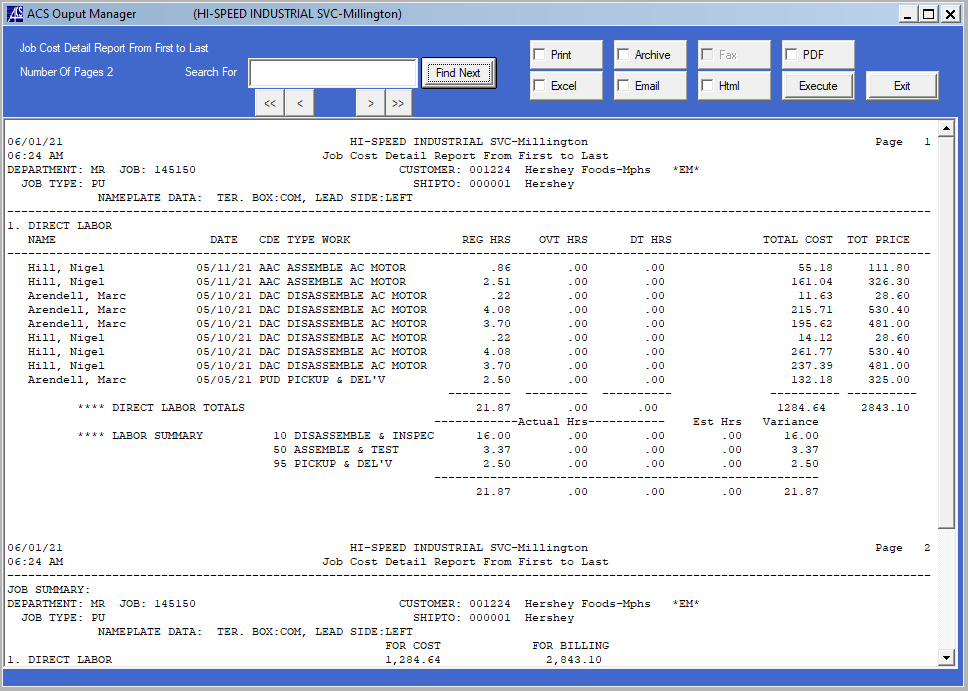 ACS Ouput Manager (HI-SPEED INDUSTRIAL SVC-Millington)
Job Cost Detail Report From First to Last
Number Of Pages 2 Search For Find Next
<< < > >>
Print Archive Fax PDF
Excel Email Html Execute Exit
06/01/21 HI-SPEED INDUSTRIAL SVC-Millington Page 1
06:24 AM Job Cost Detail Report From First to Last
DEPARTMENT: MR JOB: 145150 CUSTOMER: 001224 Hershey Foods-Mphs *EM*
JOB TYPE: PU SHIPTO: 000001 Hershey
NAMEPLATE DATA: TER. BOX:COM, LEAD SIDE:LEFT
1. DIRECT LABOR
NAME DATE CDE TYPE WORK REG HRS OVT HRS DT HRS TOTAL COST TOT PRICE
Hill, Nigel 05/11/21 AAC ASSEMBLE AC MOTOR .86 .00 .00 55.18 111.80
Hill, Nigel 05/11/21 AAC ASSEMBLE AC MOTOR 2.51 .00 .00 161.04 326.30
Arendell, Marc 05/10/21 DAC DISASSEMBLE AC MOTOR .22 .00 .00 11.63 28.60
Arendell, Marc 05/10/21 DAC DISASSEMBLE AC MOTOR 4.08 .00 .00 215.71 530.40
Arendell, Marc 05/10/21 DAC DISASSEMBLE AC MOTOR 3.70 .00 .00 195.62 481.00
Hill, Nigel 05/10/21 DAC DISASSEMBLE AC MOTOR .22 .00 .00 14.12 28.60
Hill, Nigel 05/10/21 DAC DISASSEMBLE AC MOTOR 4.08 .00 .00 261.77 530.40
Hill, Nigel 05/10/21 DAC DISASSEMBLE AC MOTOR 3.70 .00 .00 237.39 481.00
Arendell, Marc 05/05/21 PUD PICKUP & DEL'V 2.50 .00 .00 132.18 325.00
**** DIRECT LABOR TOTALS 21.87 .00 .00 1284.64 2843.10
------------Actual Hrs----------- Est Hrs Variance
**** LABOR SUMMARY 10 DISASSEMBLE & INSPEC 16.00 .00 .00 .00 16.00
50 ASSEMBLE & TEST 3.37 .00 .00 .00 3.37
95 PICKUP & DEL'V 2.50 .00 .00 .00 2.50
21.87 .00 .00 .00 21.87
06/01/21 HI-SPEED INDUSTRIAL SVC-Millington Page 2
06:24 AM Job Cost Detail Report From First to Last
JOB SUMMARY:
DEPARTMENT: MR JOB: 145150 CUSTOMER: 001224 Hershey Foods-Mphs *EM*
JOB TYPE: PU SHIPTO: 000001 Hershey
NAMEPLATE DATA: TER. BOX:COM, LEAD SIDE:LEFT
FOR COST FOR BILLING
1. DIRECT LABOR 1,284.64 2,843.10